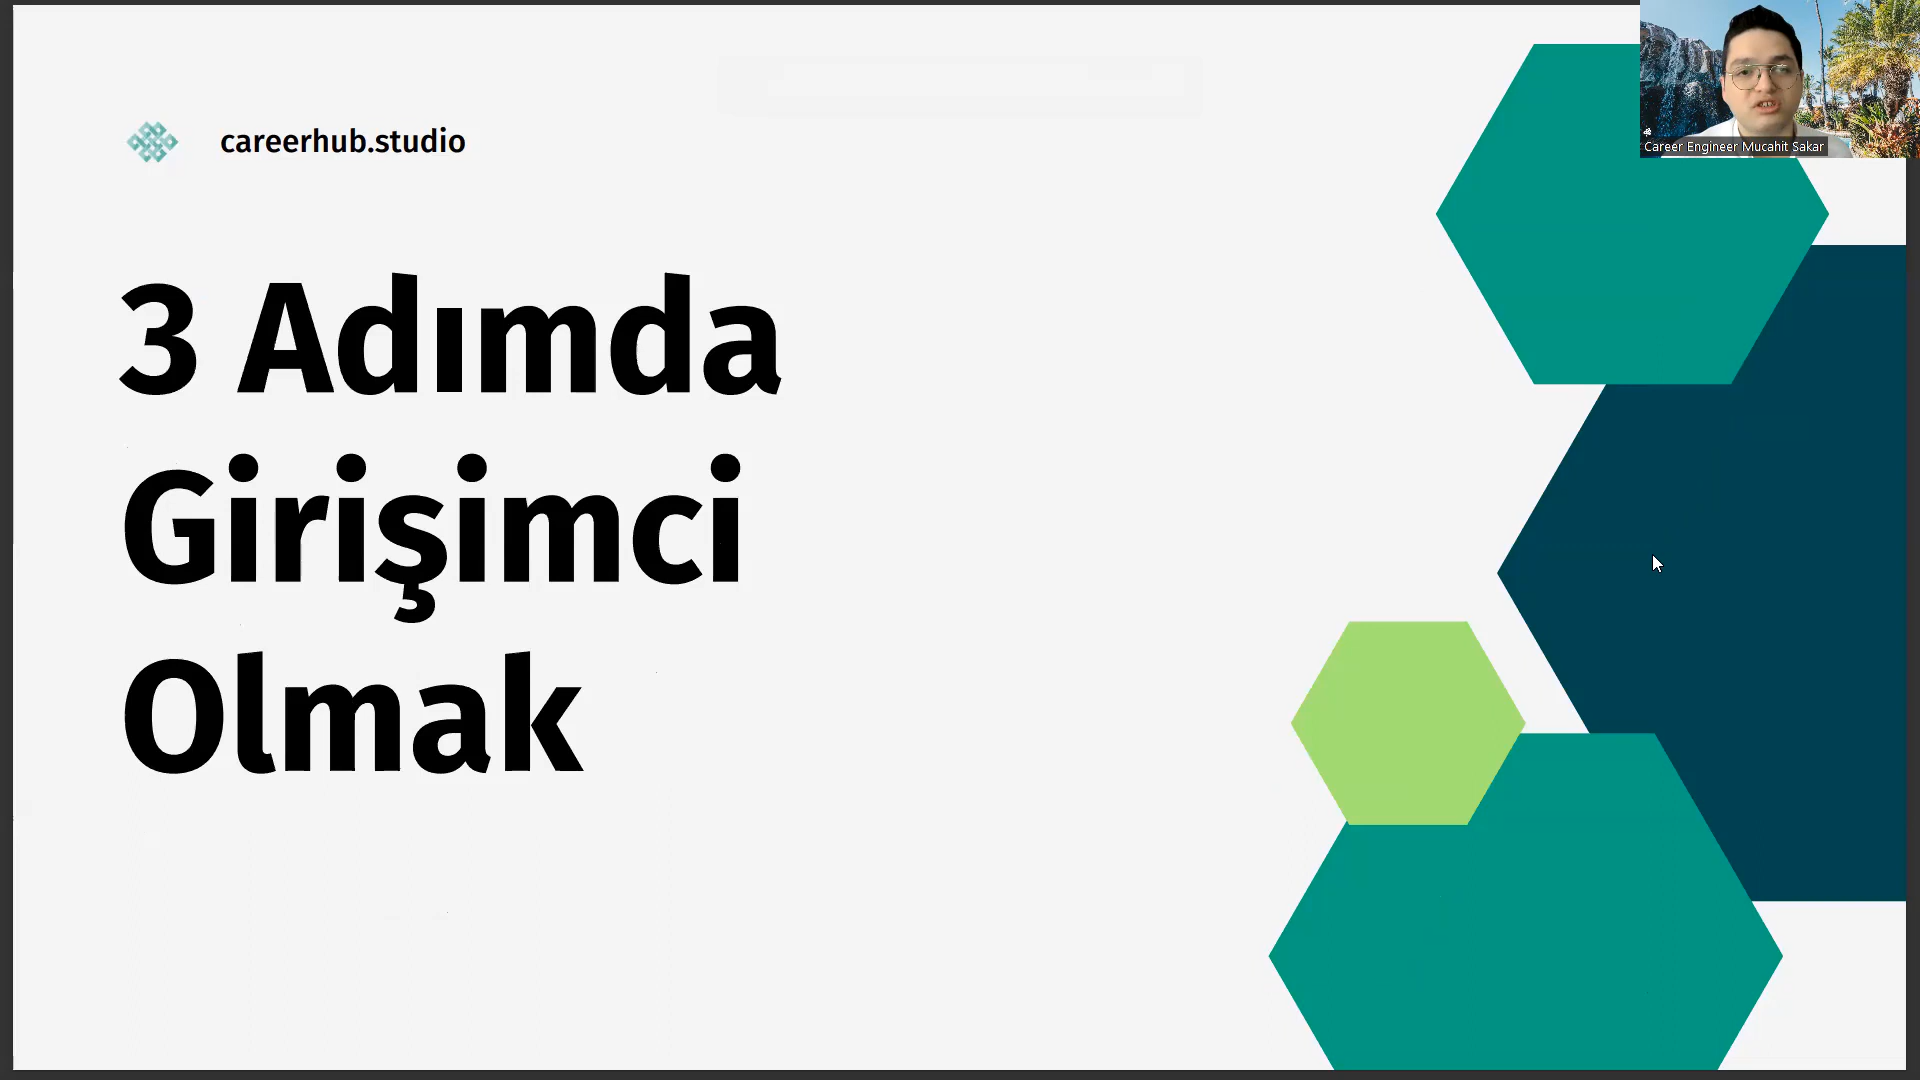 careerhub.studio
3 Adımda
Girişimci
Olmak
Career Engineer Mucahit Sakar